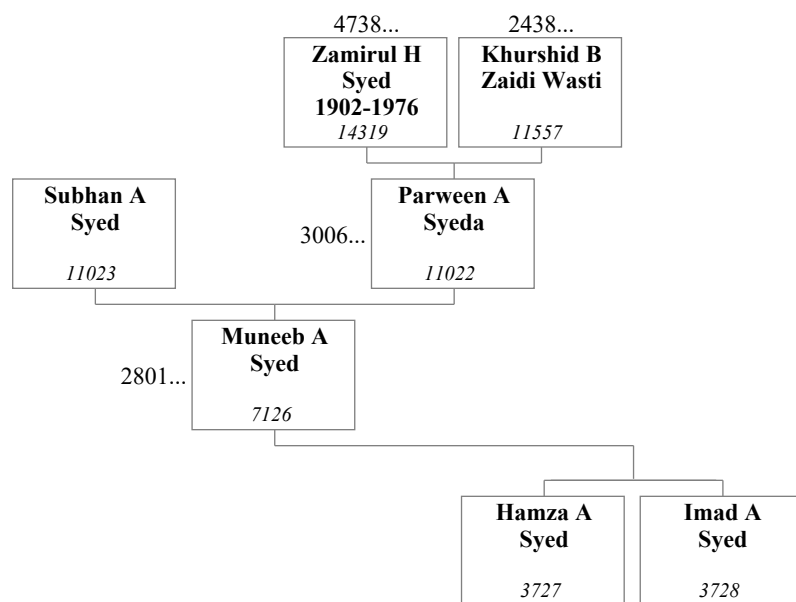 4738...
2438...
Zamirul H
Syed
1902-1976
14319
Khurshid B
Zaidi Wasti
11557
Subhan A
Syed
11023
3006...
Parween A
Syeda
11022
2801...
Muneeb A
Syed
7126
Hamza A
Syed
3727
Imad A
Syed
3728